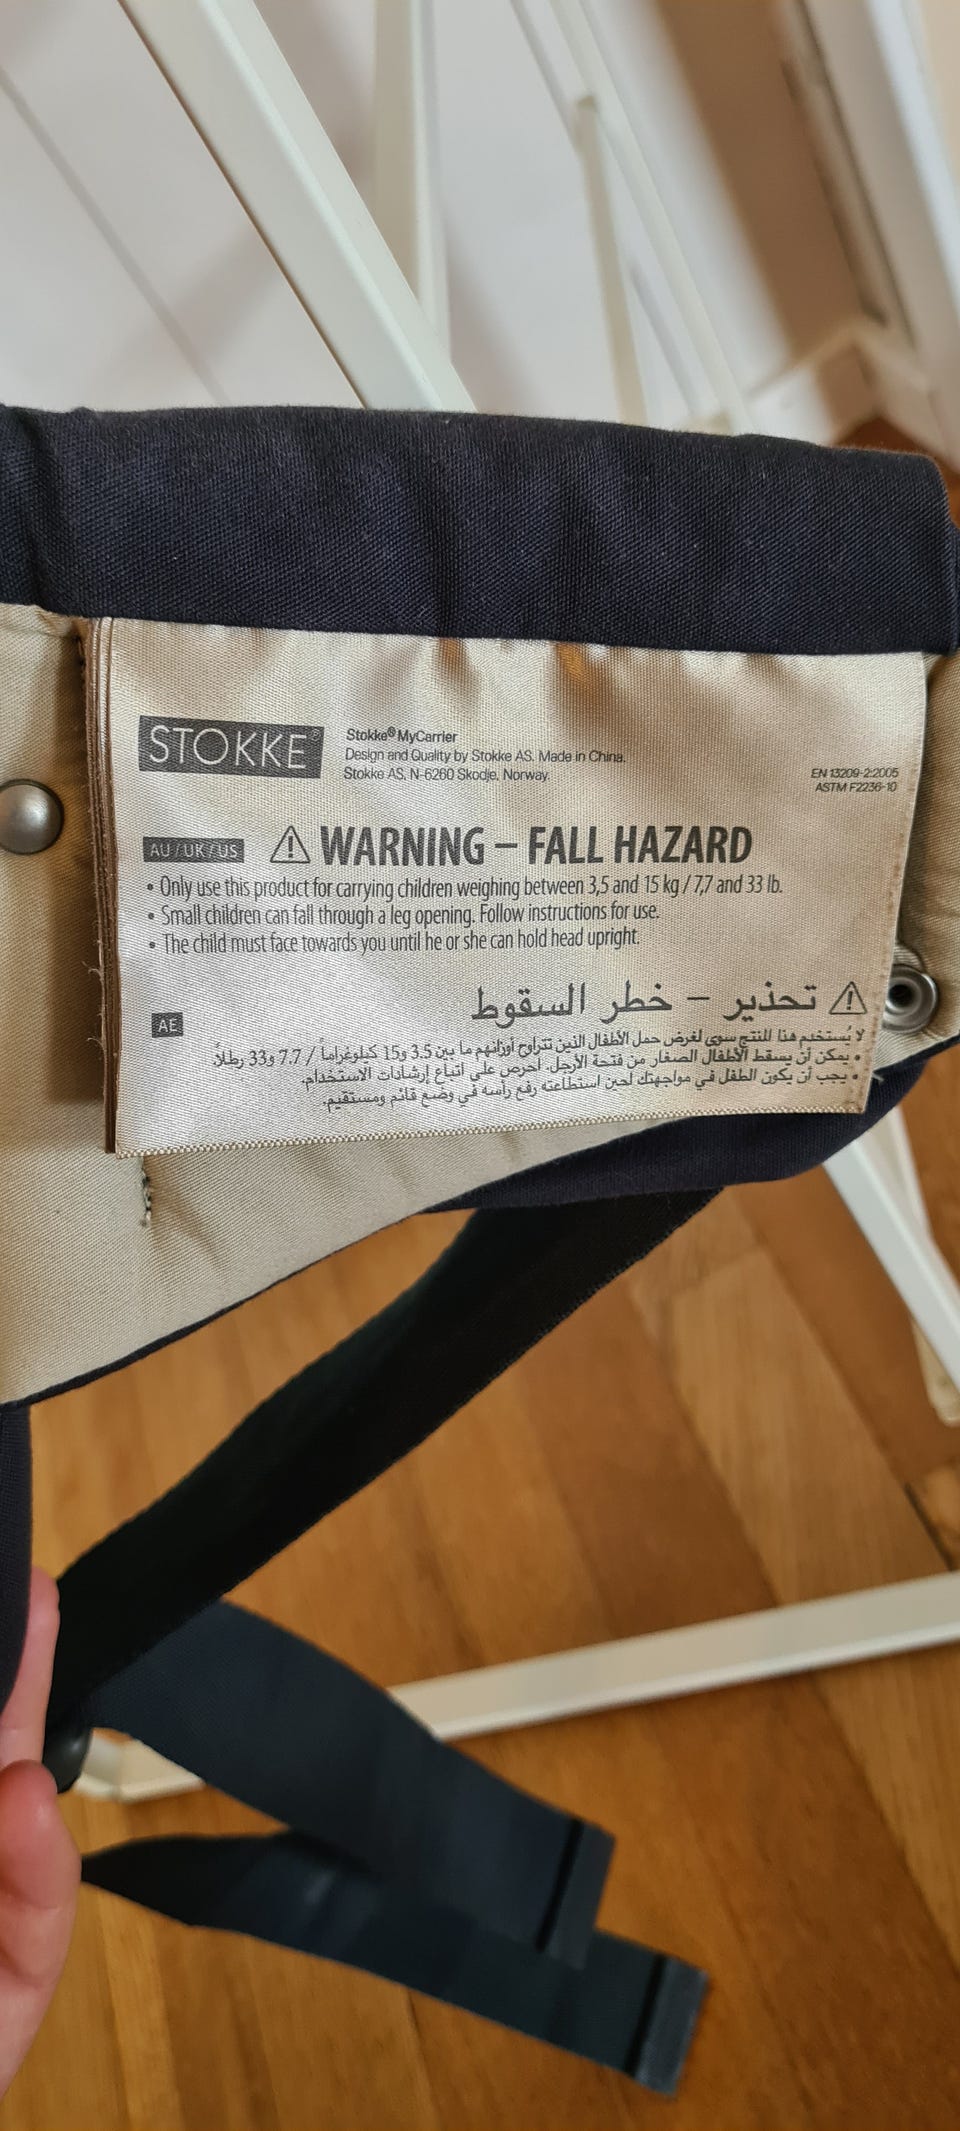 STOKKE®
Stokke® MyCarrier
Design and Quality by Stokke AS. Made in China.
Stokke AS, N-6260 Skodje, Norway.
EN 13209-2:2005
ASTM F2236-10
AU / UK / US
WARNING – FALL HAZARD
• Only use this product for carrying children weighing between 3,5 and 15 kg / 7,7 and 33 lb.
• Small children can fall through a leg opening. Follow instructions for use.
• The child must face towards you until he or she can hold head upright.
تحذير – خطر السقوط
AE
لا يُستخدم هذا المنتج سوى لغرض حمل الأطفال الذين تتراوح أوزانهم ما بين 3.5 و15 كيلوغراماً / 7.7 و33 رطلاً
• يمكن أن يسقط الأطفال الصغار من فتحة الأرجل. احرص على اتباع إرشادات الاستخدام.
• يجب أن يكون الطفل في مواجهتك لحين استطاعته رفع رأسه في وضع قائم ومستقيم.